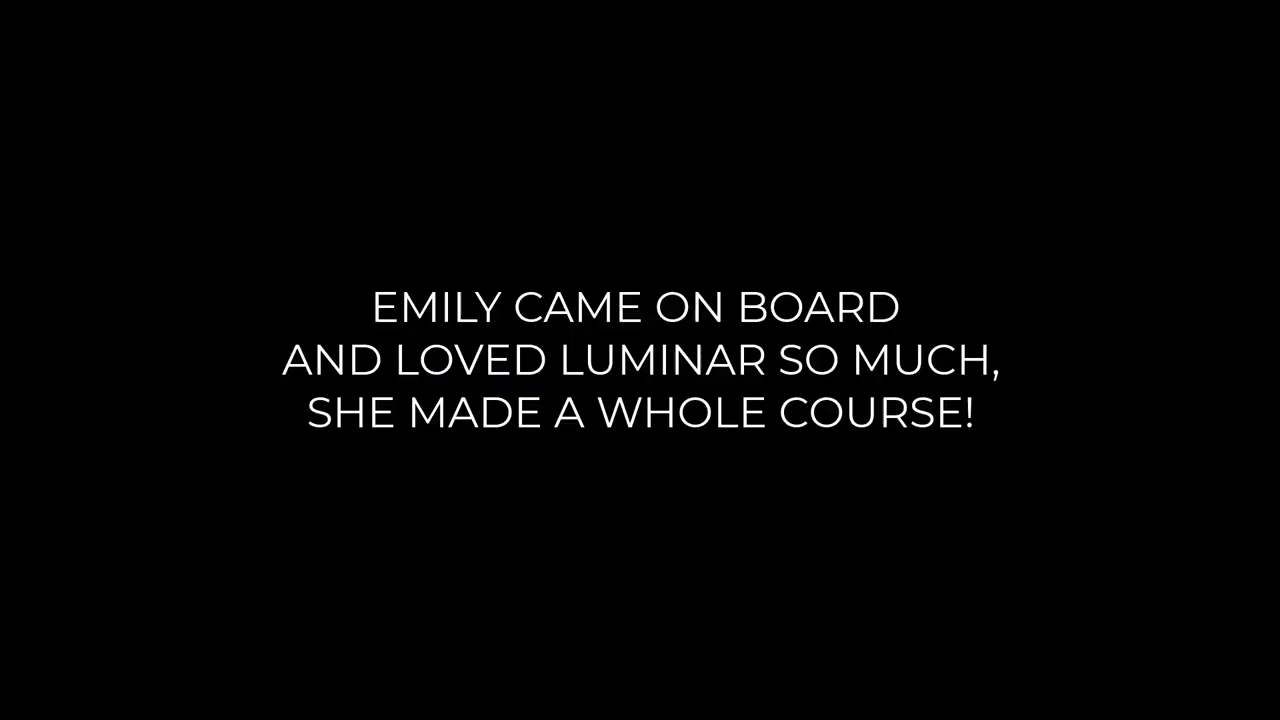 EMILY CAME ON BOARD
AND LOVED LUMINAR SO MUCH,
SHE MADE A WHOLE COURSE!